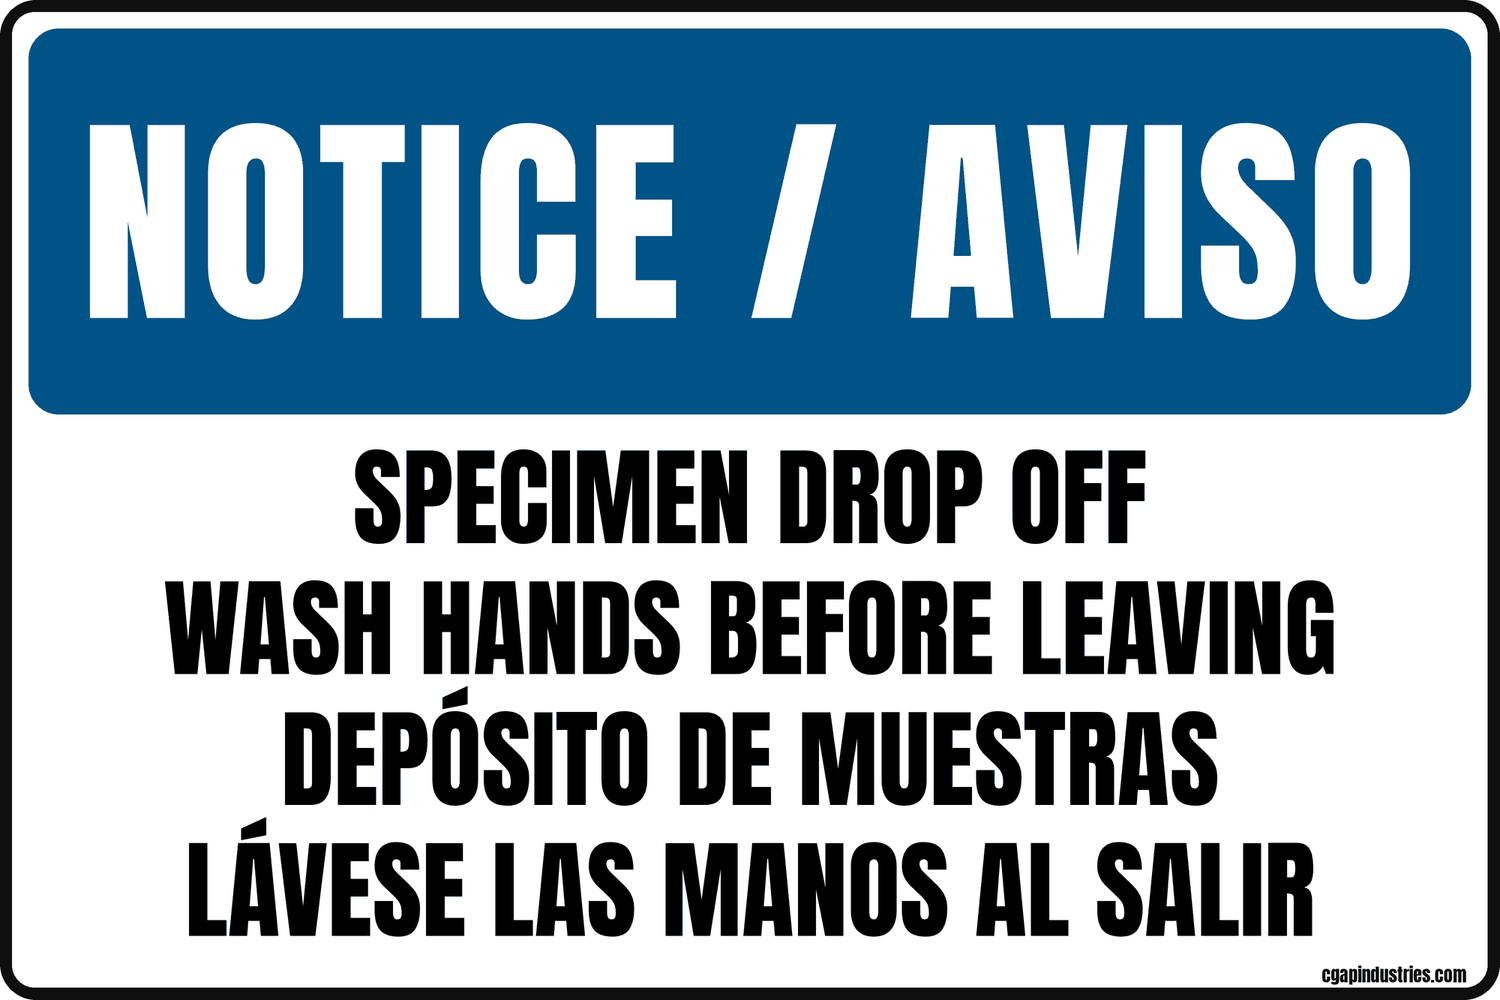 NOTICE / AVISO
SPECIMEN DROP OFF
WASH HANDS BEFORE LEAVING
DEPÓSITO DE MUESTRAS
LÁVESE LAS MANOS AL SALIR
cgapindustries.com